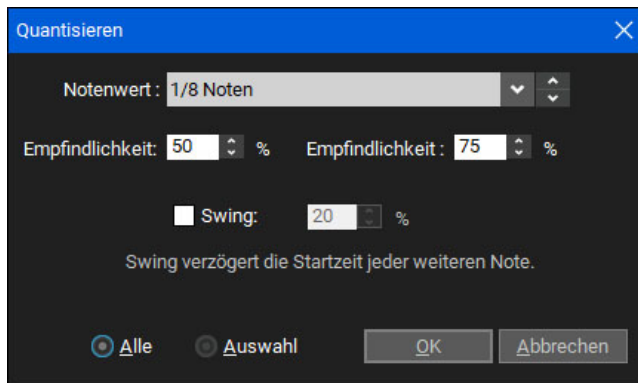 Quantisieren
Notenwert : 1/8 Noten
Empfindlichkeit: 50 % Empfindlichkeit : 75 %
Swing: 20 %
Swing verzögert die Startzeit jeder weiteren Note.
Alle Auswahl OK Abbrechen